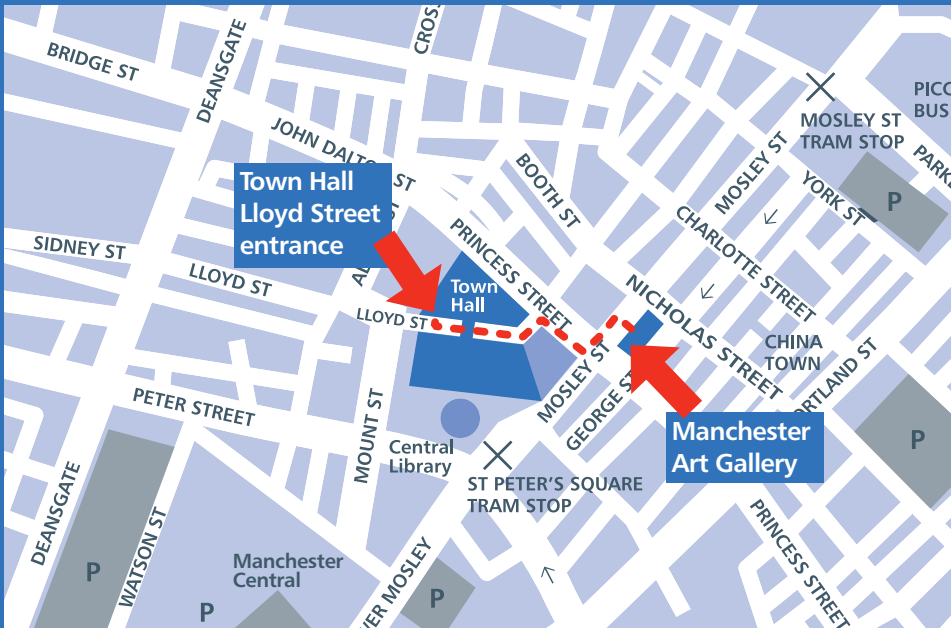 BRIDGE ST
DEANSGATE
CROSS
JOHN DALTON ST
Town Hall
Lloyd Street
entrance
BOOTH ST
MOSLEY ST
MOSLEY ST
TRAM STOP
PICC
BUS
PARK
YORK ST
P
CHARLOTTE STREET
SIDNEY ST
LLOYD ST
PRINCESS STREET
Town
Hall
LLOYD ST
NICHOLAS STREET
CHINA
TOWN
MOSLEY ST
GEORGE ST
ORTLAND ST
PETER STREET
MOUNT ST
Central
Library
Manchester
Art Gallery
P
ST PETER'S SQUARE
TRAM STOP
DEANSGATE
WATSON ST
P
Manchester
Central
P
VER MOSLEY
P
PRINCESS STREET